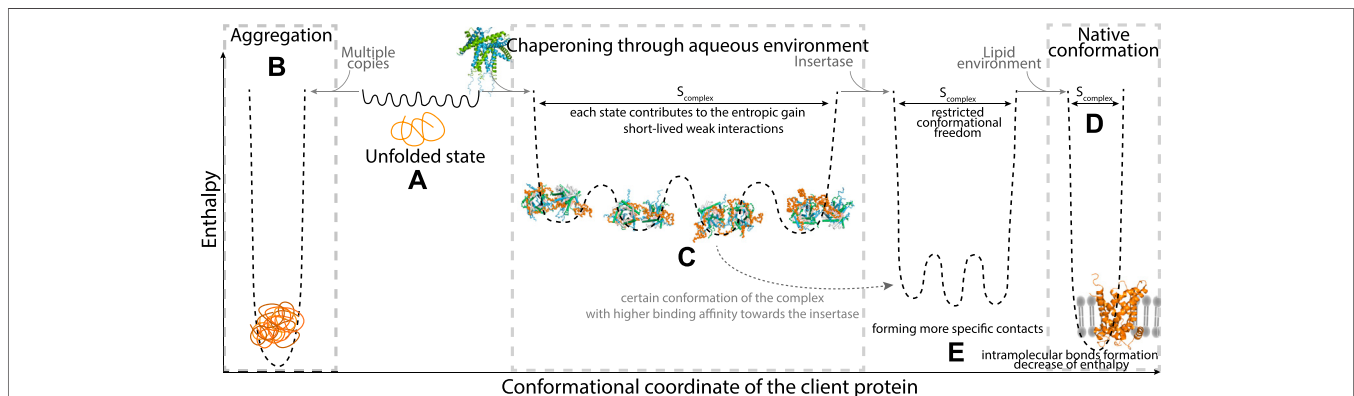 Aggregation
B
Multiple
copies
Unfolded state
A
Chaperoning through aqueous environment
Insertase
Scomplex
each state contributes to the entropic gain
short-lived weak interactions
C
certain conformation of the complex
with higher binding affinity towards the insertase
Scomplex
restricted
conformational
freedom
forming more specific contacts
E
Lipid
environment
Native
conformation
Scomplex
D
intramolecular bonds formation
decrease of enthalpy
Enthalpy
Conformational coordinate of the client protein